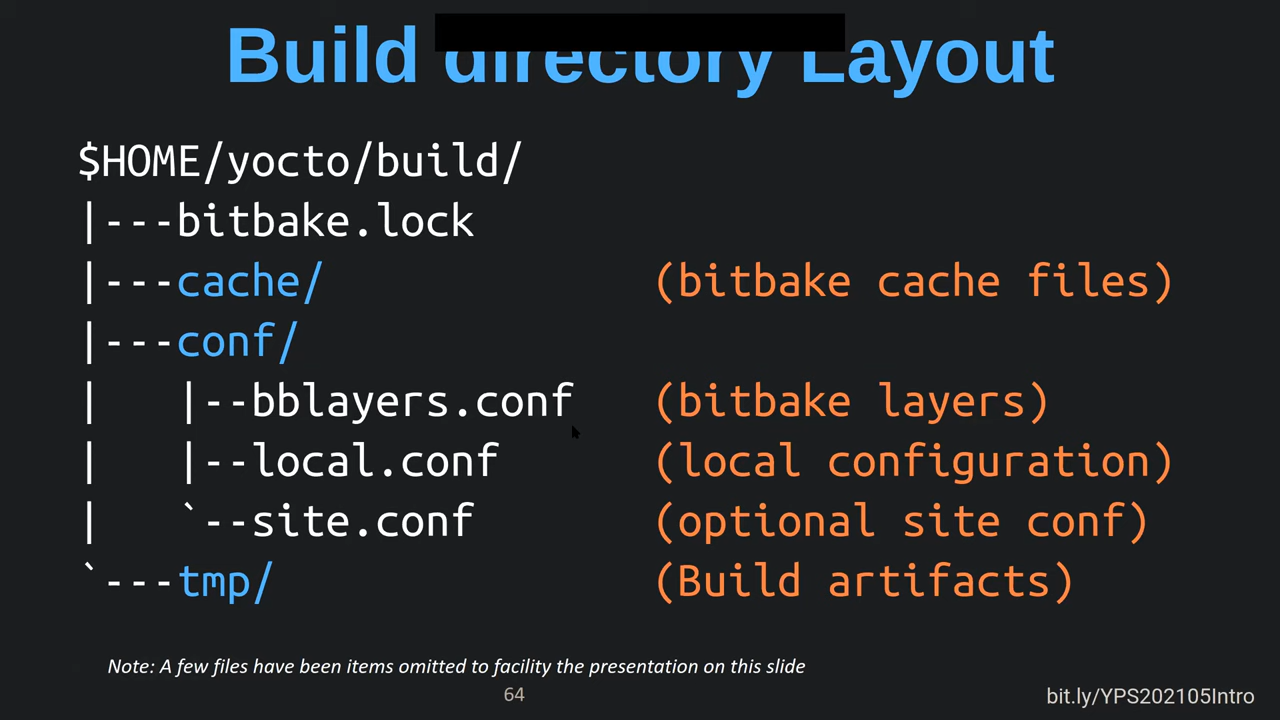 Build directory Layout
$HOME/yocto/build/
|---bitbake.lock
|---cache/ (bitbake cache files)
|---conf/
|   |--bblayers.conf (bitbake layers)
|   |--local.conf (local configuration)
|   `--site.conf (optional site conf)
`---tmp/ (Build artifacts)
Note: A few files have been items omitted to facility the presentation on this slide
64
bit.ly/YPS202105Intro